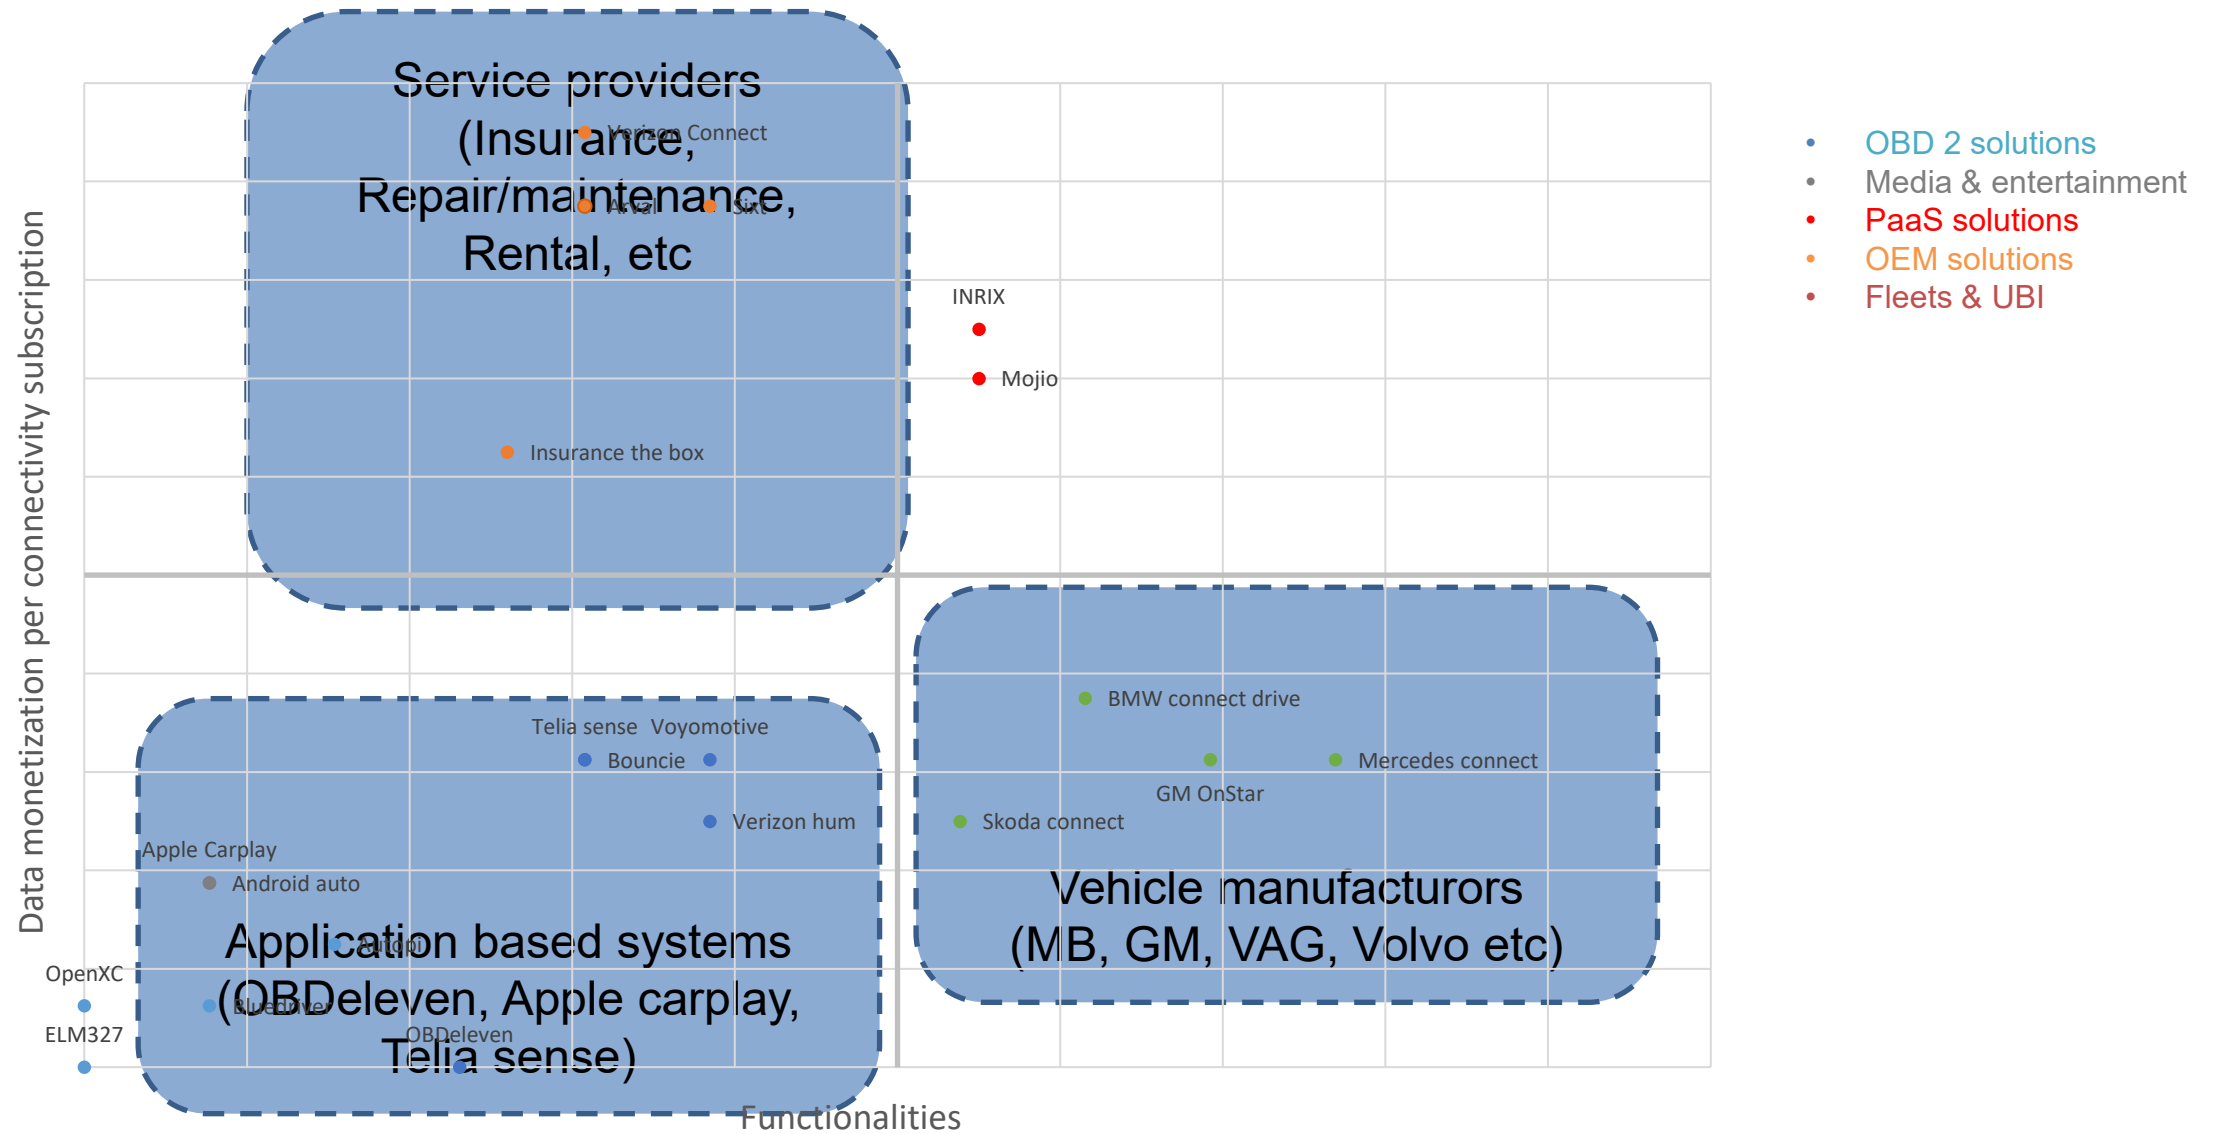 Service providers
(Insurance,
Repair/maintenance,
Rental, etc
Verizon Connect
Arval
Sixt
INRIX
Mojio
Insurance the box
OBD 2 solutions
Media & entertainment
PaaS solutions
OEM solutions
Fleets & UBI
Data monetization per connectivity subscription
BMW connect drive
Mercedes connect
GM OnStar
Skoda connect
Vehicle manufacturors
(MB, GM, VAG, Volvo etc)
Telia sense
Voyomotive
Bouncie
Verizon hum
Apple Carplay
Android auto
Autopi
Application based systems
(OBDeleven, Apple carplay,
Telia sense)
OpenXC
Bluedriver
ELM327
OBDeleven
Functionalities